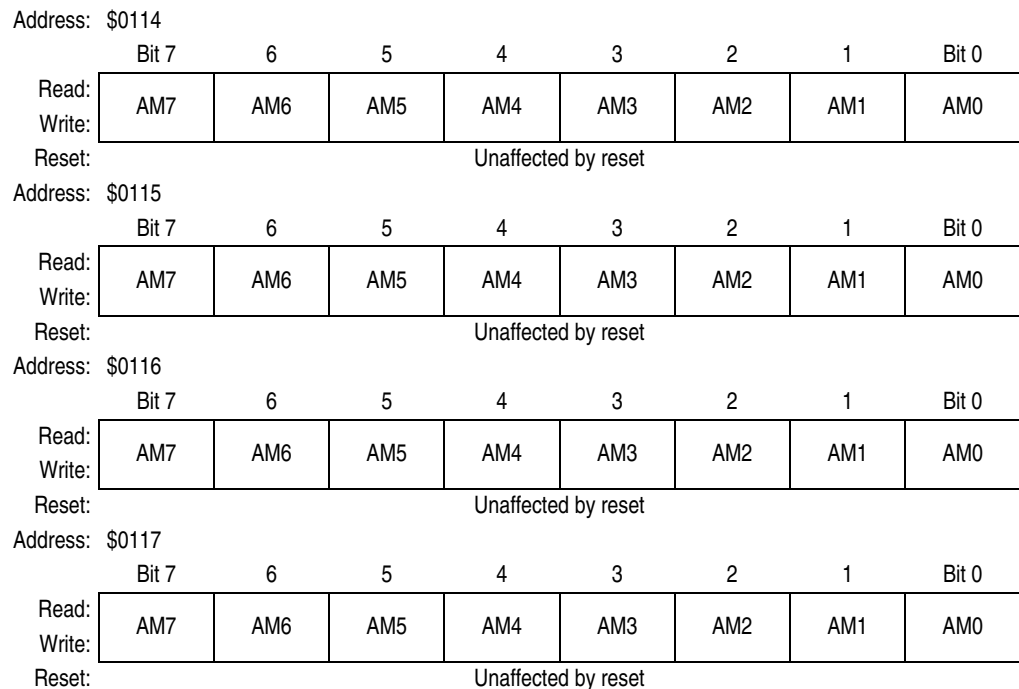 Address: $0114
Bit 7 6 5 4 3 2 1 Bit 0
Read:
AM7 AM6 AM5 AM4 AM3 AM2 AM1 AM0
Write:
Reset: Unaffected by reset
Address: $0115
Bit 7 6 5 4 3 2 1 Bit 0
Read:
AM7 AM6 AM5 AM4 AM3 AM2 AM1 AM0
Write:
Reset: Unaffected by reset
Address: $0116
Bit 7 6 5 4 3 2 1 Bit 0
Read:
AM7 AM6 AM5 AM4 AM3 AM2 AM1 AM0
Write:
Reset: Unaffected by reset
Address: $0117
Bit 7 6 5 4 3 2 1 Bit 0
Read:
AM7 AM6 AM5 AM4 AM3 AM2 AM1 AM0
Write:
Reset: Unaffected by reset